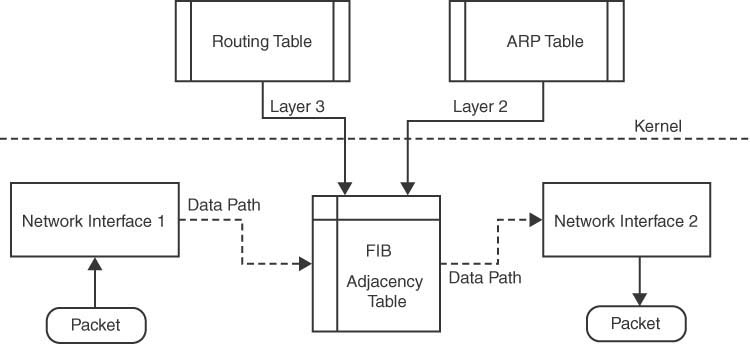 Routing Table
ARP Table
Layer 3
Layer 2
Kernel
Network Interface 1
Data Path
FIB
Adjacency
Table
Data Path
Network Interface 2
Packet
Packet